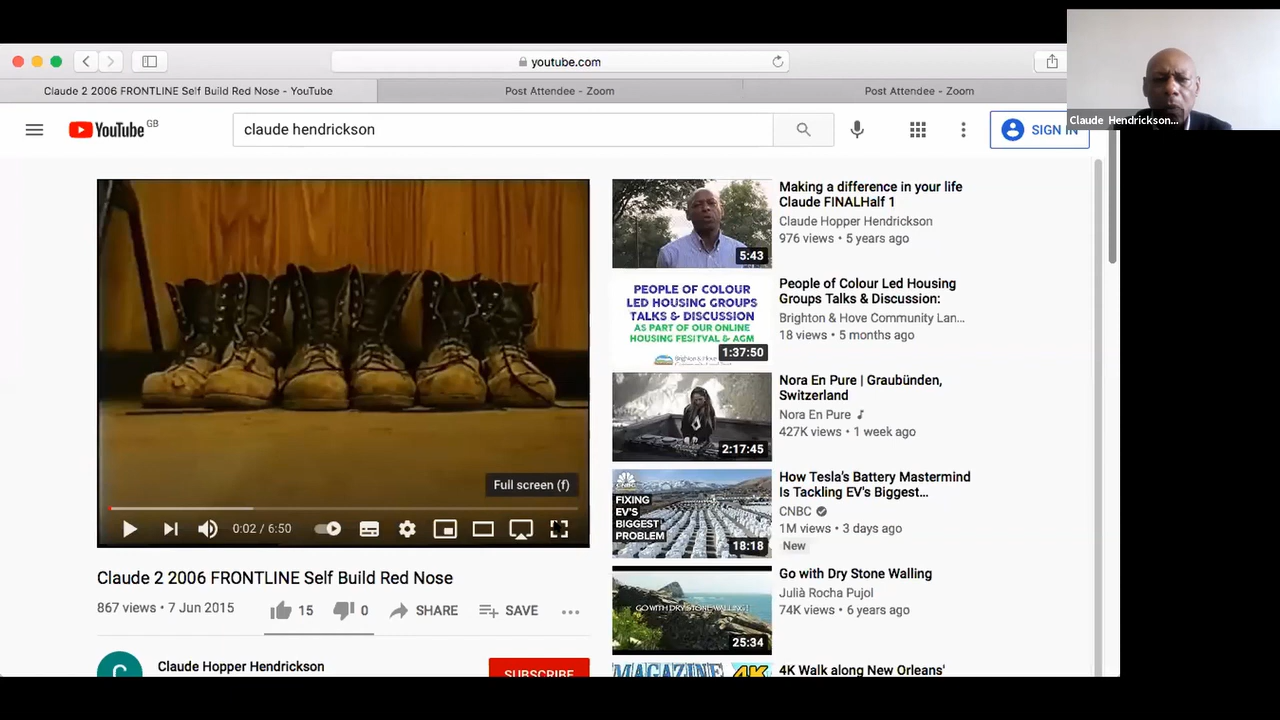 youtube.com
Claude 2 2006 FRONTLINE Self Build Red Nose - YouTube
Post Attendee - Zoom
Post Attendee - Zoom
Claude Hendrickson...
YouTube GB
claude hendrickson
SIGN IN
Full screen (f)
0:02 / 6:50
Claude 2 2006 FRONTLINE Self Build Red Nose
867 views • 7 Jun 2015
15
0
SHARE
SAVE
C
Claude Hopper Hendrickson
SUBSCRIBE
5:43
Making a difference in your life
Claude FINALHalf 1
Claude Hopper Hendrickson
976 views • 5 years ago
PEOPLE OF COLOUR
LED HOUSING GROUPS
TALKS & DISCUSSION
AS PART OF OUR ONLINE
HOUSING FESITVAL & AGM
Brighton & Hove
1:37:50
People of Colour Led Housing
Groups Talks & Discussion:
Brighton & Hove Community Lan...
18 views • 5 months ago
2:17:45
Nora En Pure | Graubünden,
Switzerland
Nora En Pure
427K views • 1 week ago
CNBC
FIXING
EV'S
BIGGEST
PROBLEM
18:18
How Tesla's Battery Mastermind
Is Tackling EV's Biggest...
CNBC
1M views • 3 days ago
New
GO WITH DRY STONE WALLING!
25:34
Go with Dry Stone Walling
Julià Rocha Pujol
74K views • 6 years ago
MAGAZINE
4K
4K Walk along New Orleans'